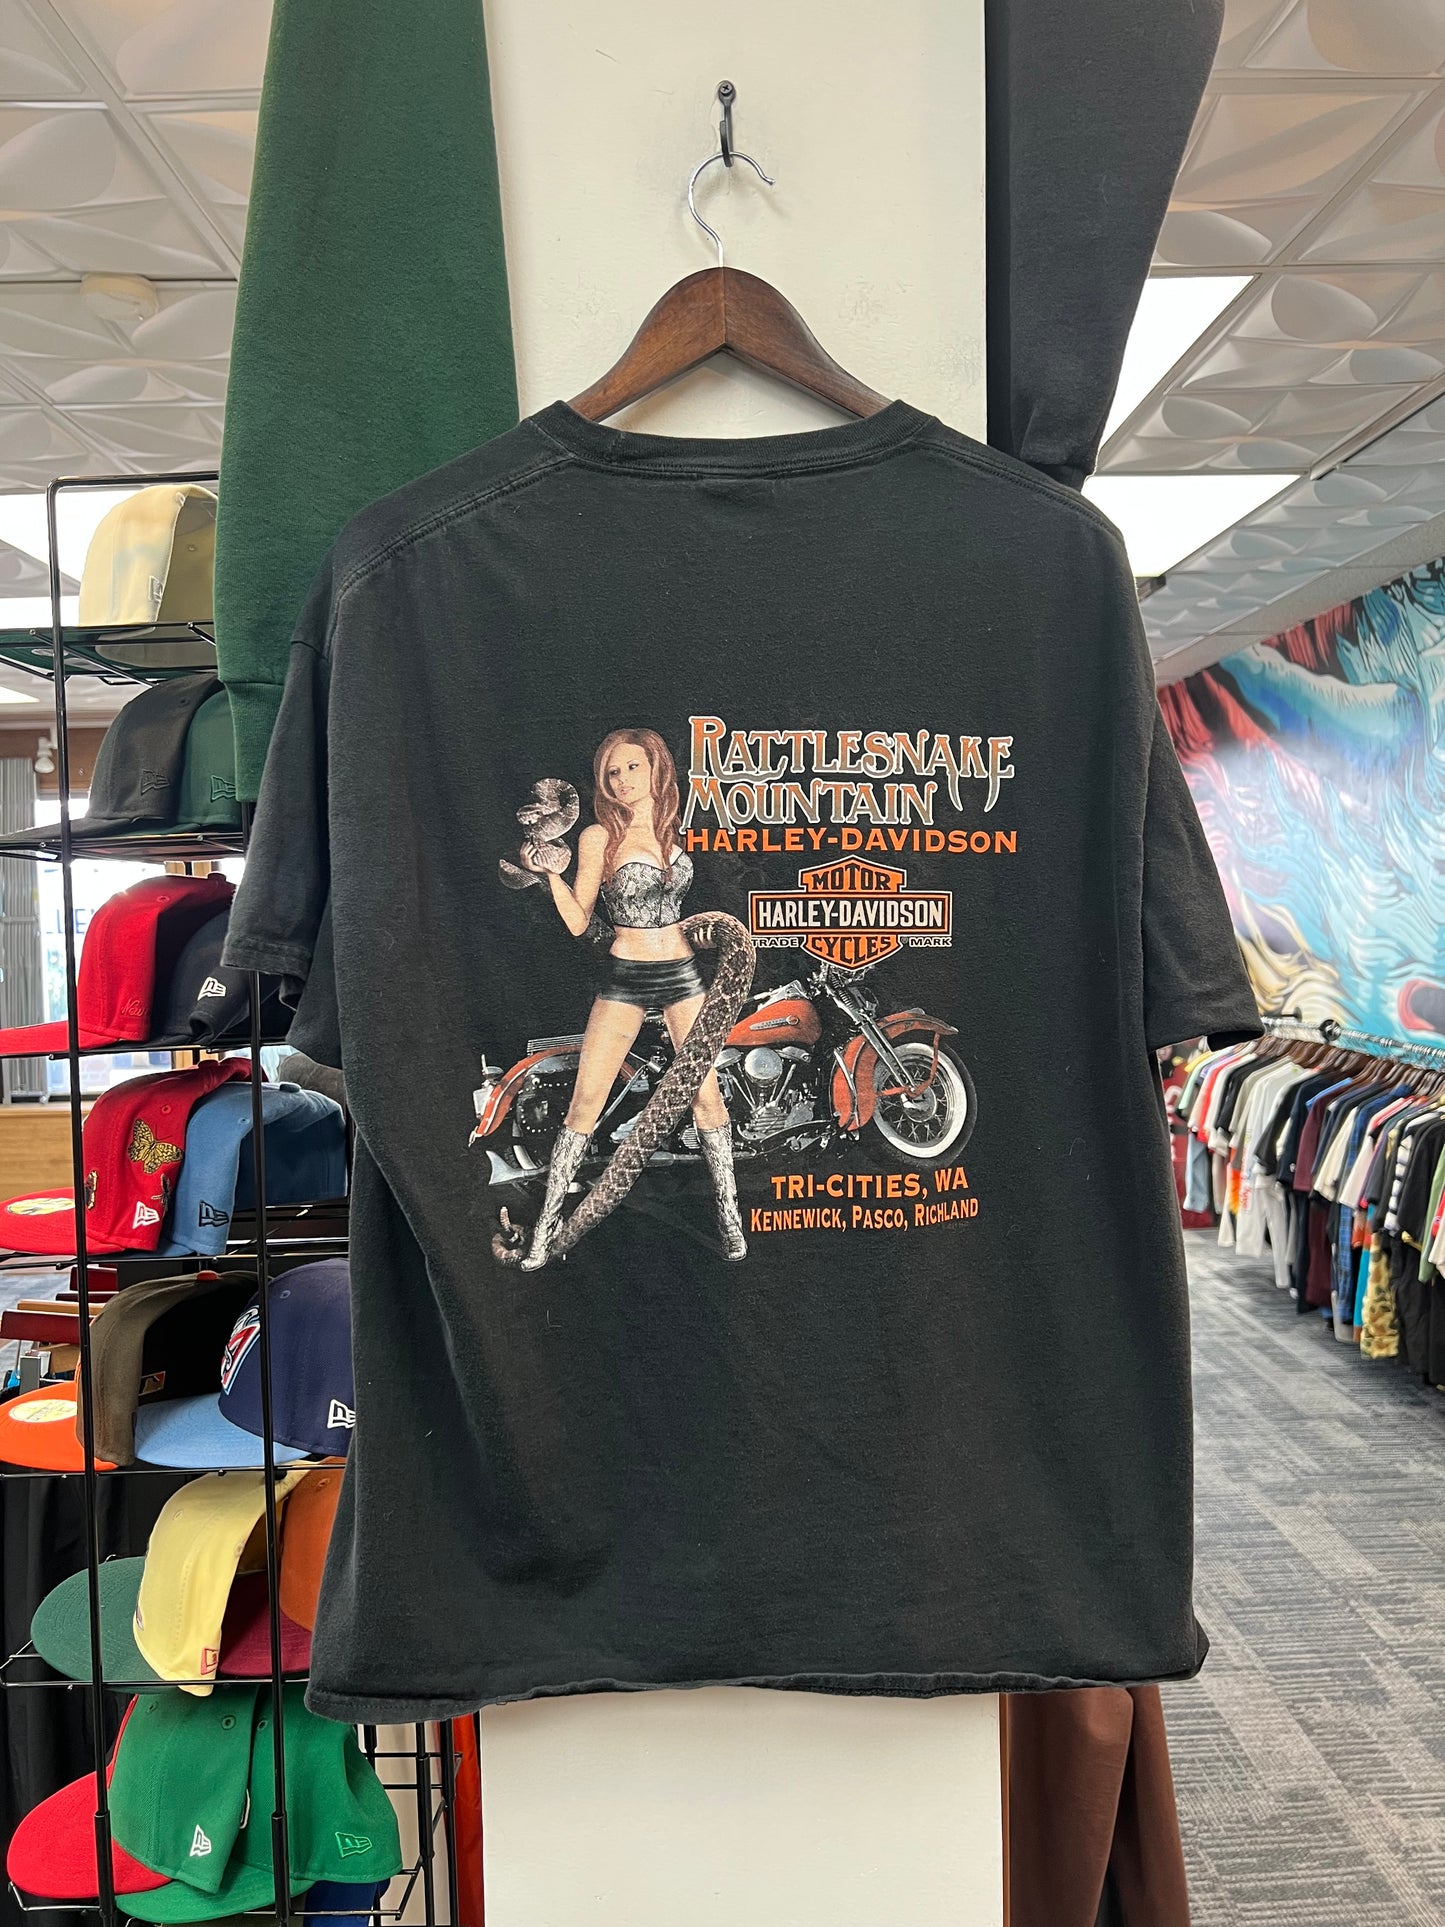 RATTLESNAKE
MOUNTAIN
HARLEY-DAVIDSON
MOTOR
HARLEY-DAVIDSON
TRADE CYCLES ® MARK
TRI-CITIES, WA
KENNEWICK, PASCO, RICHLAND